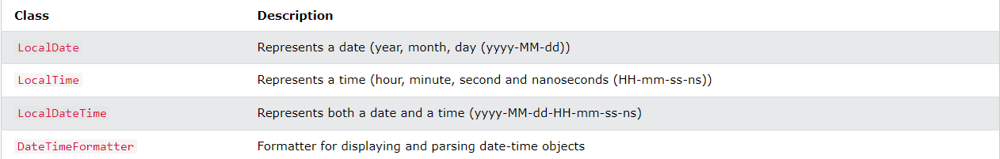 Class Description
LocalDate Represents a date (year, month, day (yyyy-MM-dd))
LocalTime Represents a time (hour, minute, second and nanoseconds (HH-mm-ss-ns))
LocalDateTime Represents both a date and a time (yyyy-MM-dd-HH-mm-ss-ns)
DateTimeFormatter Formatter for displaying and parsing date-time objects